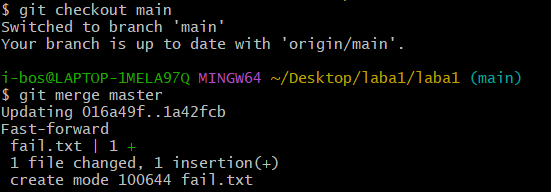 $ git checkout main
Switched to branch 'main'
Your branch is up to date with 'origin/main'.
i-bos@LAPTOP-1MELA97Q MINGW64 ~/Desktop/laba1/laba1 (main)
$ git merge master
Updating 016a49f..1a42fcb
Fast-forward
 fail.txt | 1 +
 1 file changed, 1 insertion(+)
 create mode 100644 fail.txt